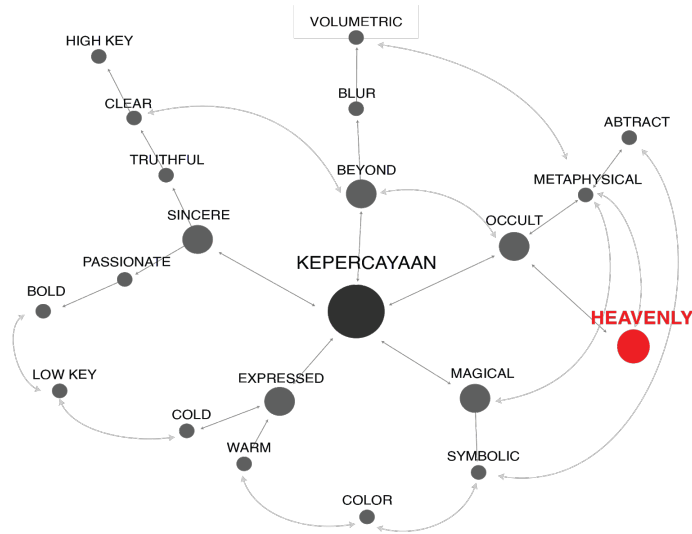 VOLUMETRIC
HIGH KEY
BLUR
CLEAR
ABTRACT
TRUTHFUL
BEYOND
METAPHYSICAL
SINCERE
OCCULT
PASSIONATE
KEPERCAYAAN
BOLD
HEAVENLY
LOW KEY
EXPRESSED
MAGICAL
COLD
WARM
SYMBOLIC
COLOR